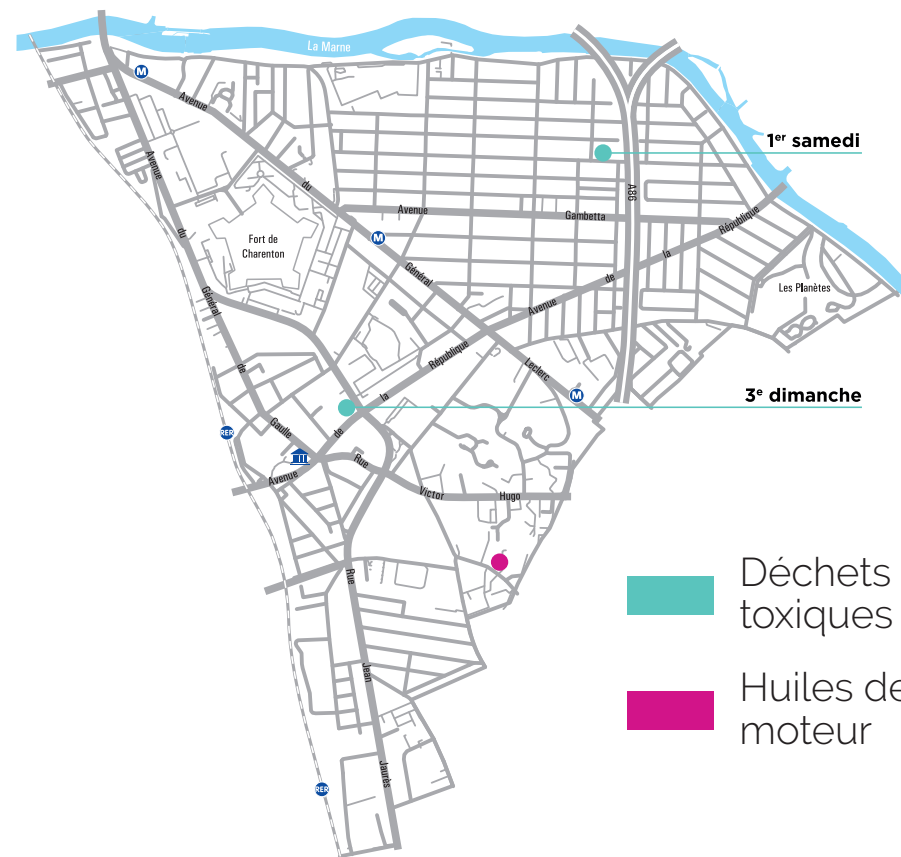 La Marne
M
Avenue
du
Général
Leclerc
M
M
Avenue
du
Général
de
Gaulle
Fort de
Charenton
Avenue
Gambetta
A86
1er samedi
Avenue
de
la
République
Avenue
de
la
République
Les Planètes
3e dimanche
RER
Rue
Victor
Hugo
Rue
Jean
Jaurès
RER
Déchets
toxiques
Huiles de
moteur